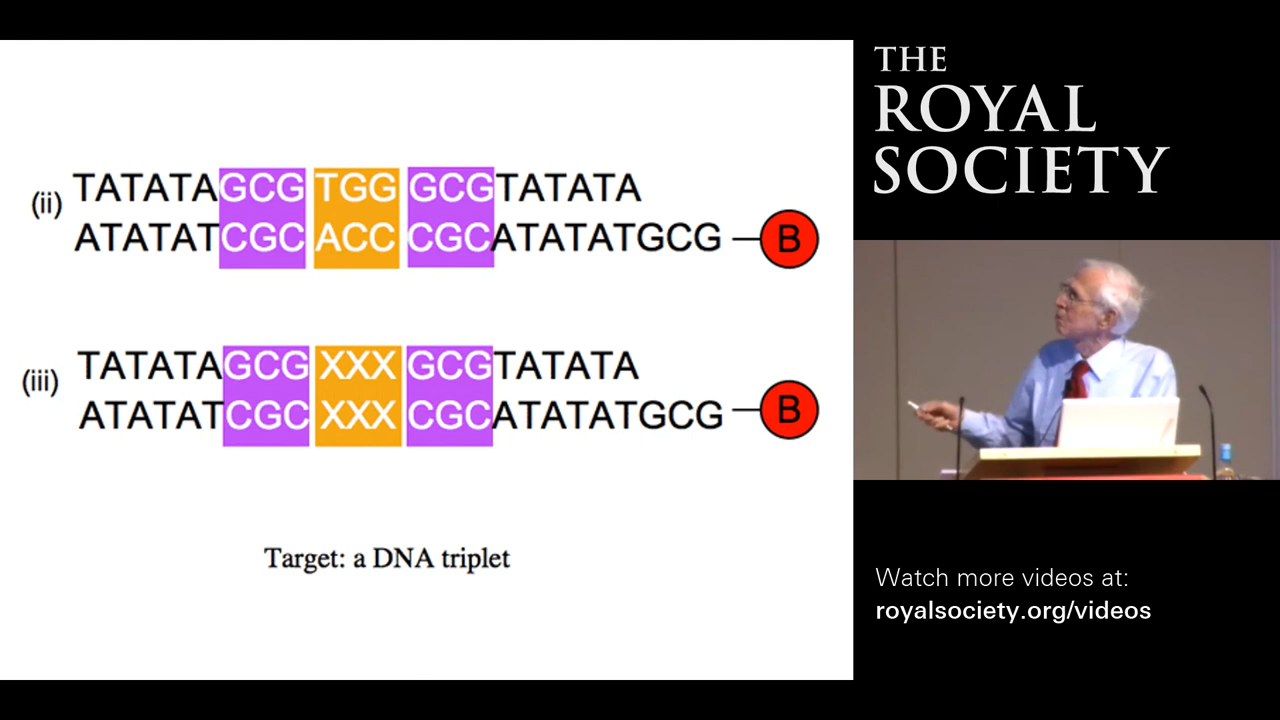 THE
ROYAL
SOCIETY
(ii)
TATATAGCG TGG GCGTATATA
ATATATCGC ACC CGCATATATGCG — B
(iii)
TATATAGCG XXX GCGTATATA
ATATATCGC XXX CGCATATATGCG — B
Target: a DNA triplet
Watch more videos at:
royalsociety.org/videos